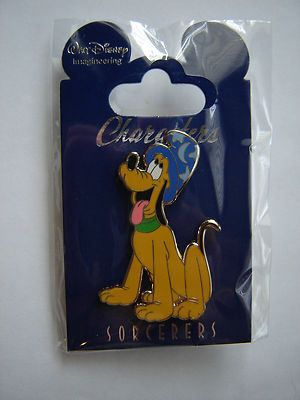 Walt Disney
Imagineering
Characters
SORCERERS